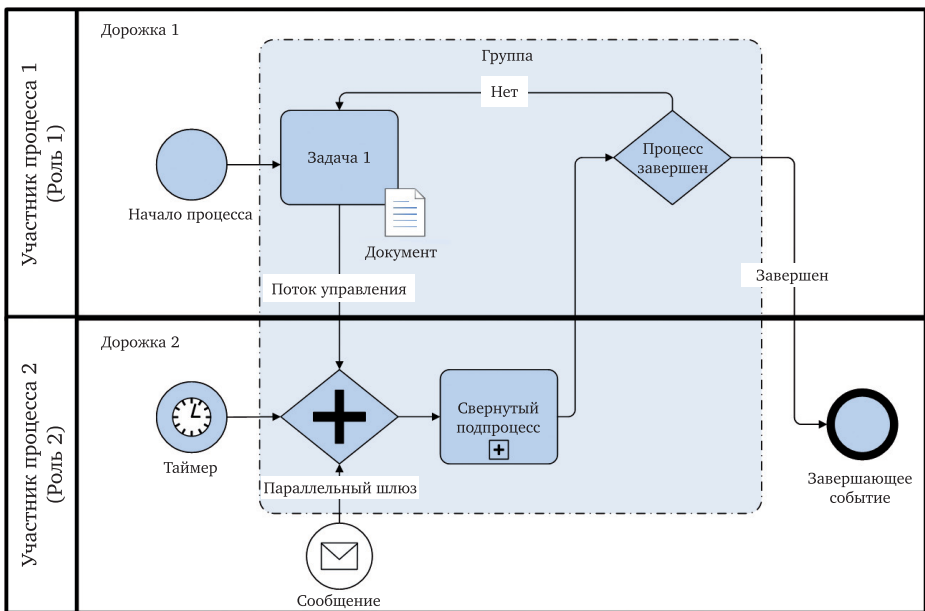 Участник процесса 1
(Роль 1)
Дорожка 1
Группа
Нет
Задача 1
Процесс
завершен
Начало процесса
Документ
Поток управления
Завершен
Участник процесса 2
(Роль 2)
Дорожка 2
Свернутый
подпроцесс
Таймер
Параллельный шлюз
Завершающее
событие
Сообщение